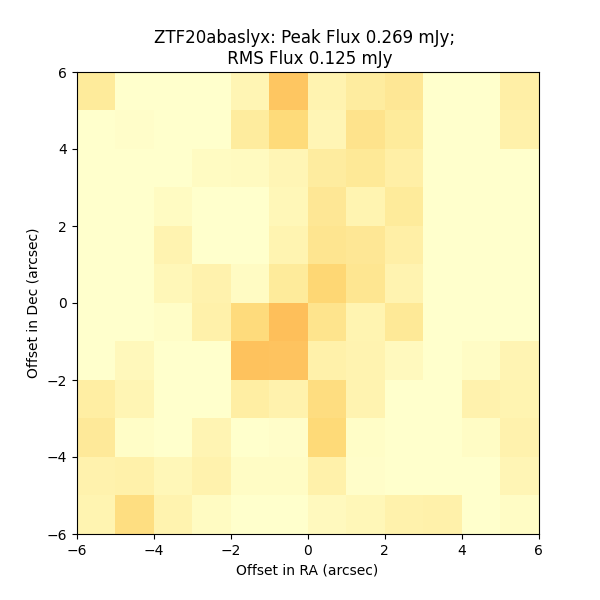 ZTF20abaslyx: Peak Flux 0.269 mJy;
RMS Flux 0.125 mJy
6
4
2
0
−2
−4
−6
Offset in Dec (arcsec)
−6 −4 −2 0 2 4 6
Offset in RA (arcsec)